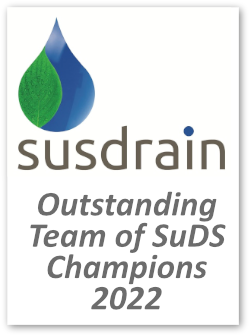 susdrain
Outstanding
Team of SuDS
Champions
2022